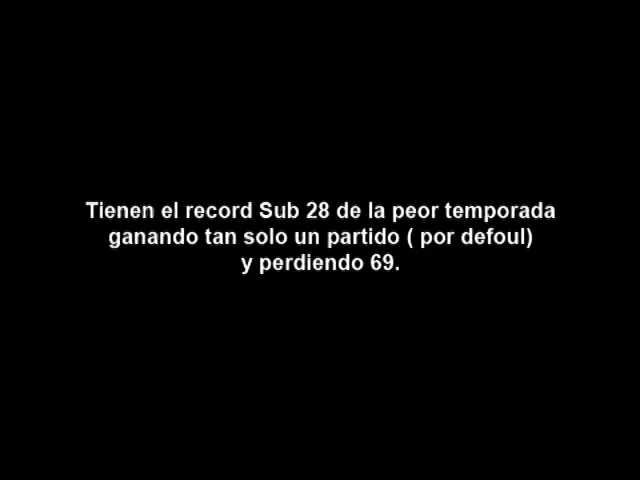 Tienen el record Sub 28 de la peor temporada
ganando tan solo un partido ( por defoul)
y perdiendo 69.